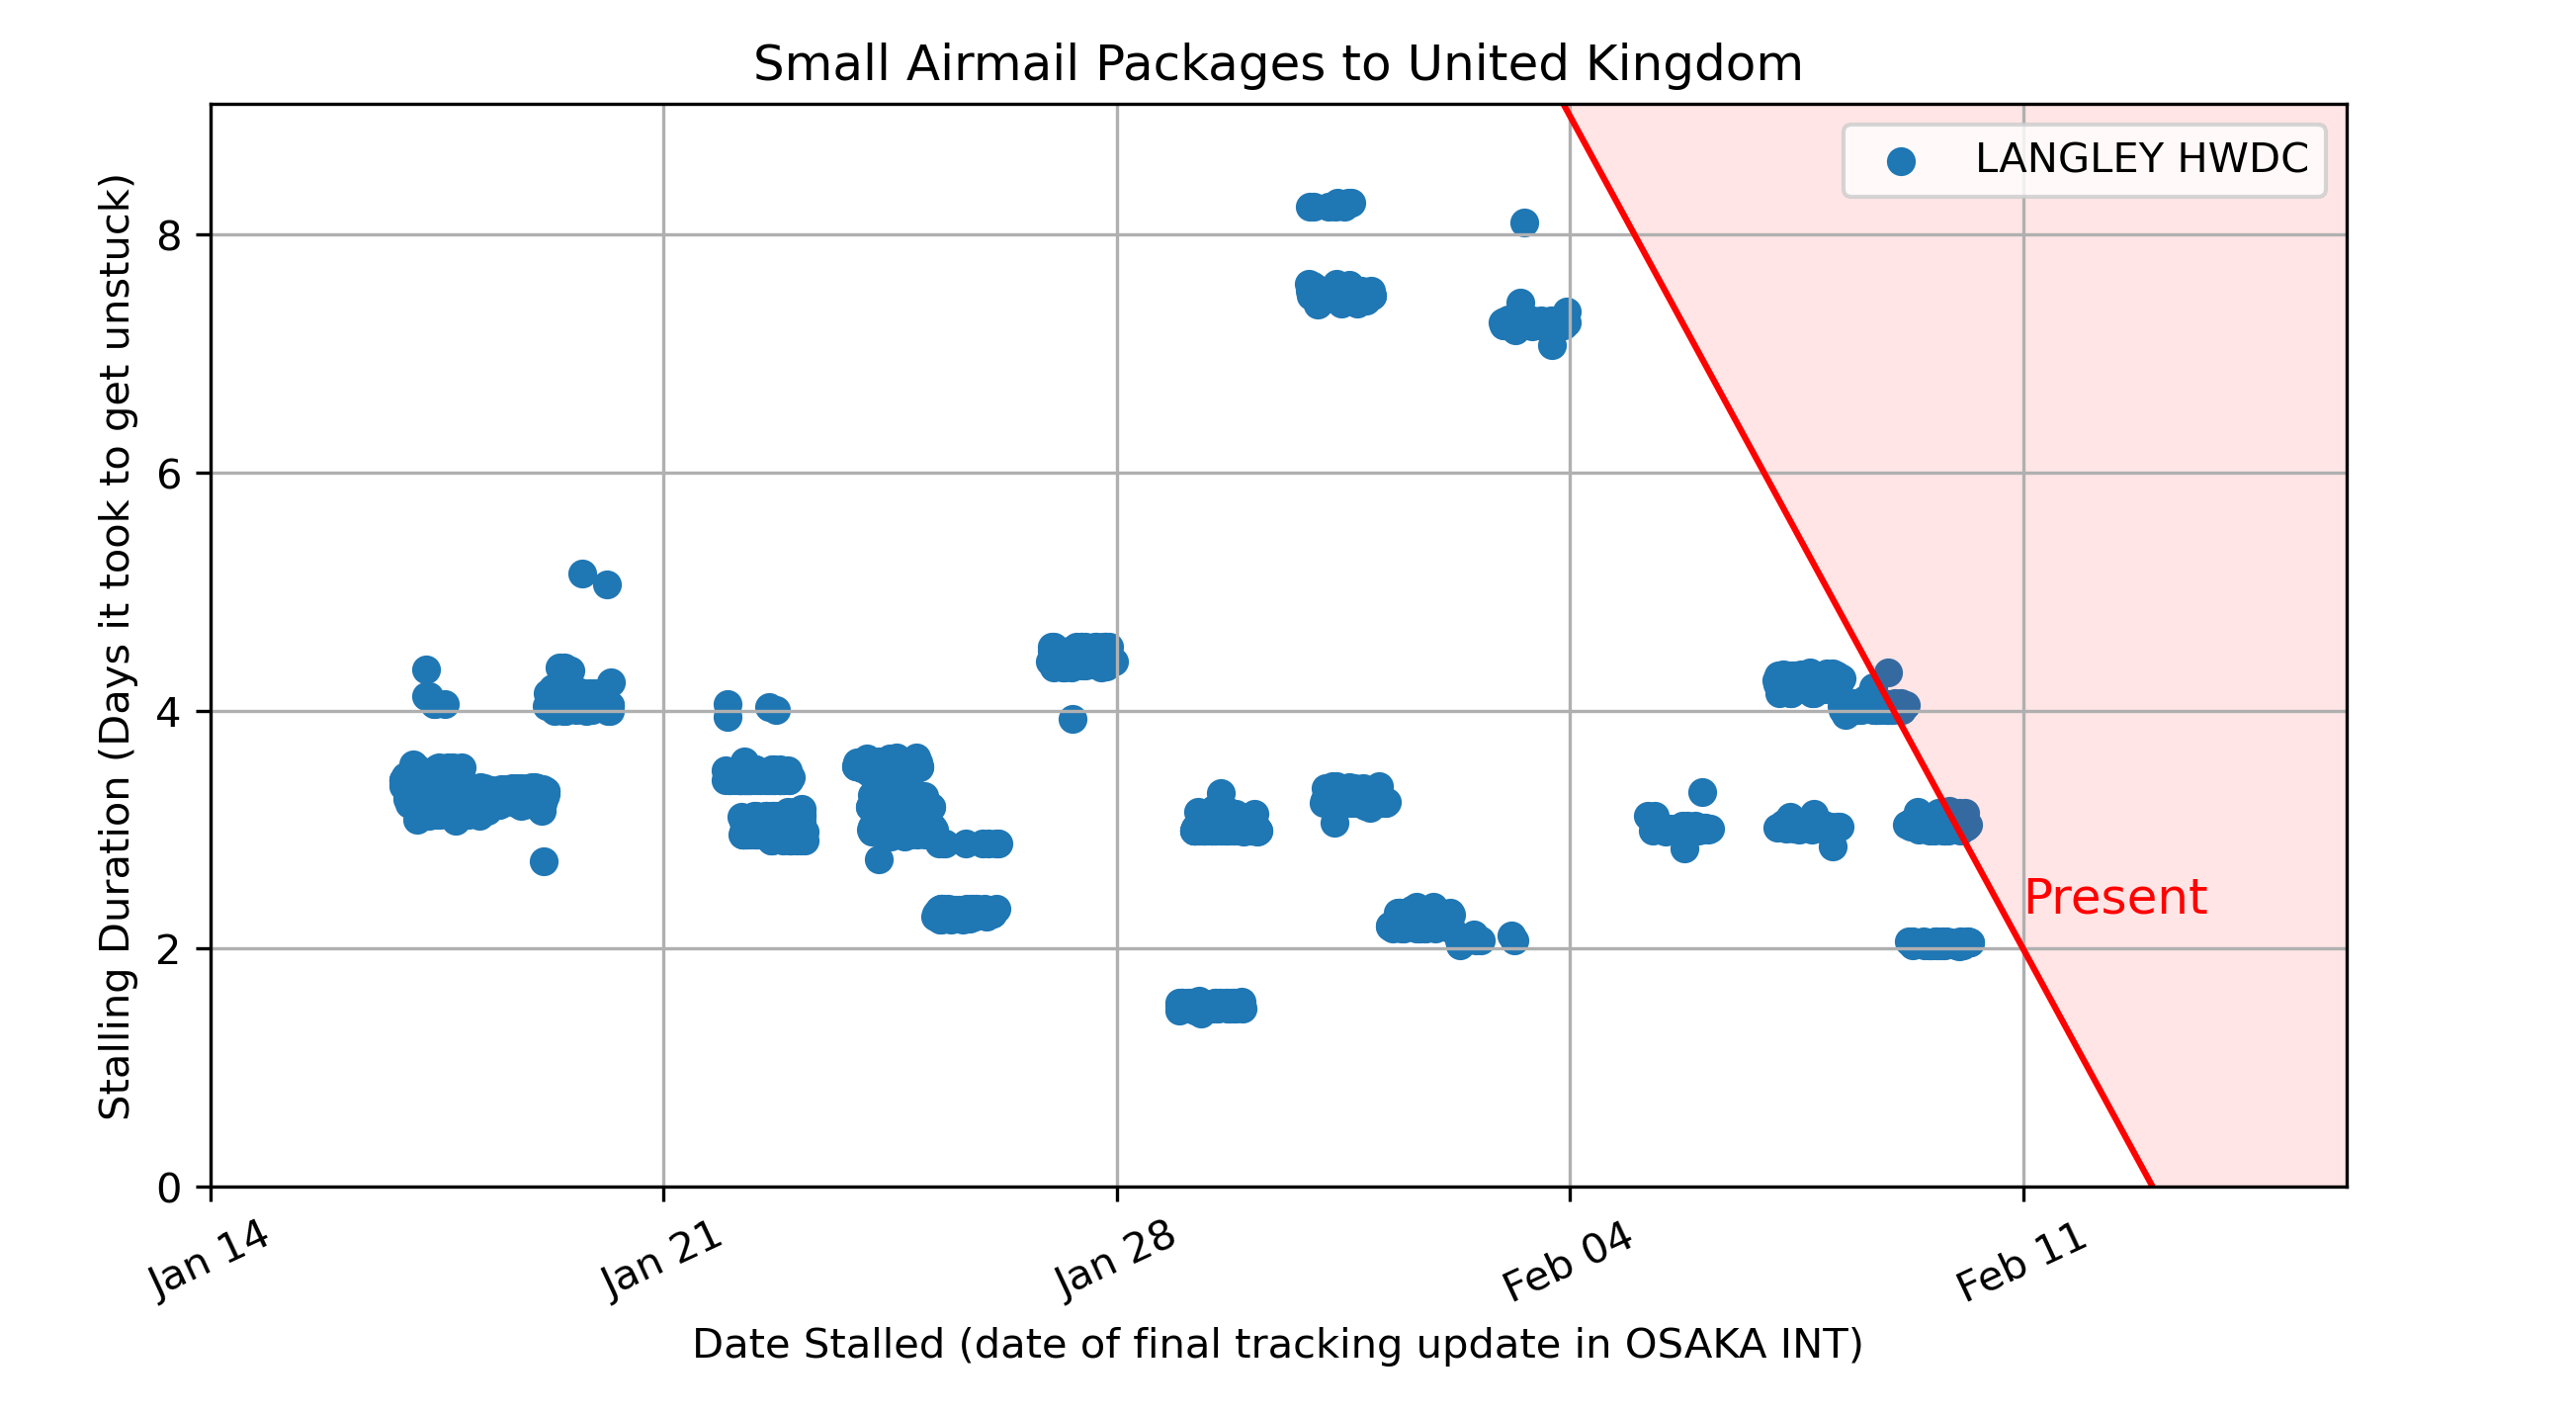 Small Airmail Packages to United Kingdom
LANGLEY HWDC
Stalling Duration (Days it took to get unstuck)
8
6
4
2
0
Present
Jan 14
Jan 21
Jan 28
Feb 04
Feb 11
Date Stalled (date of final tracking update in OSAKA INT)